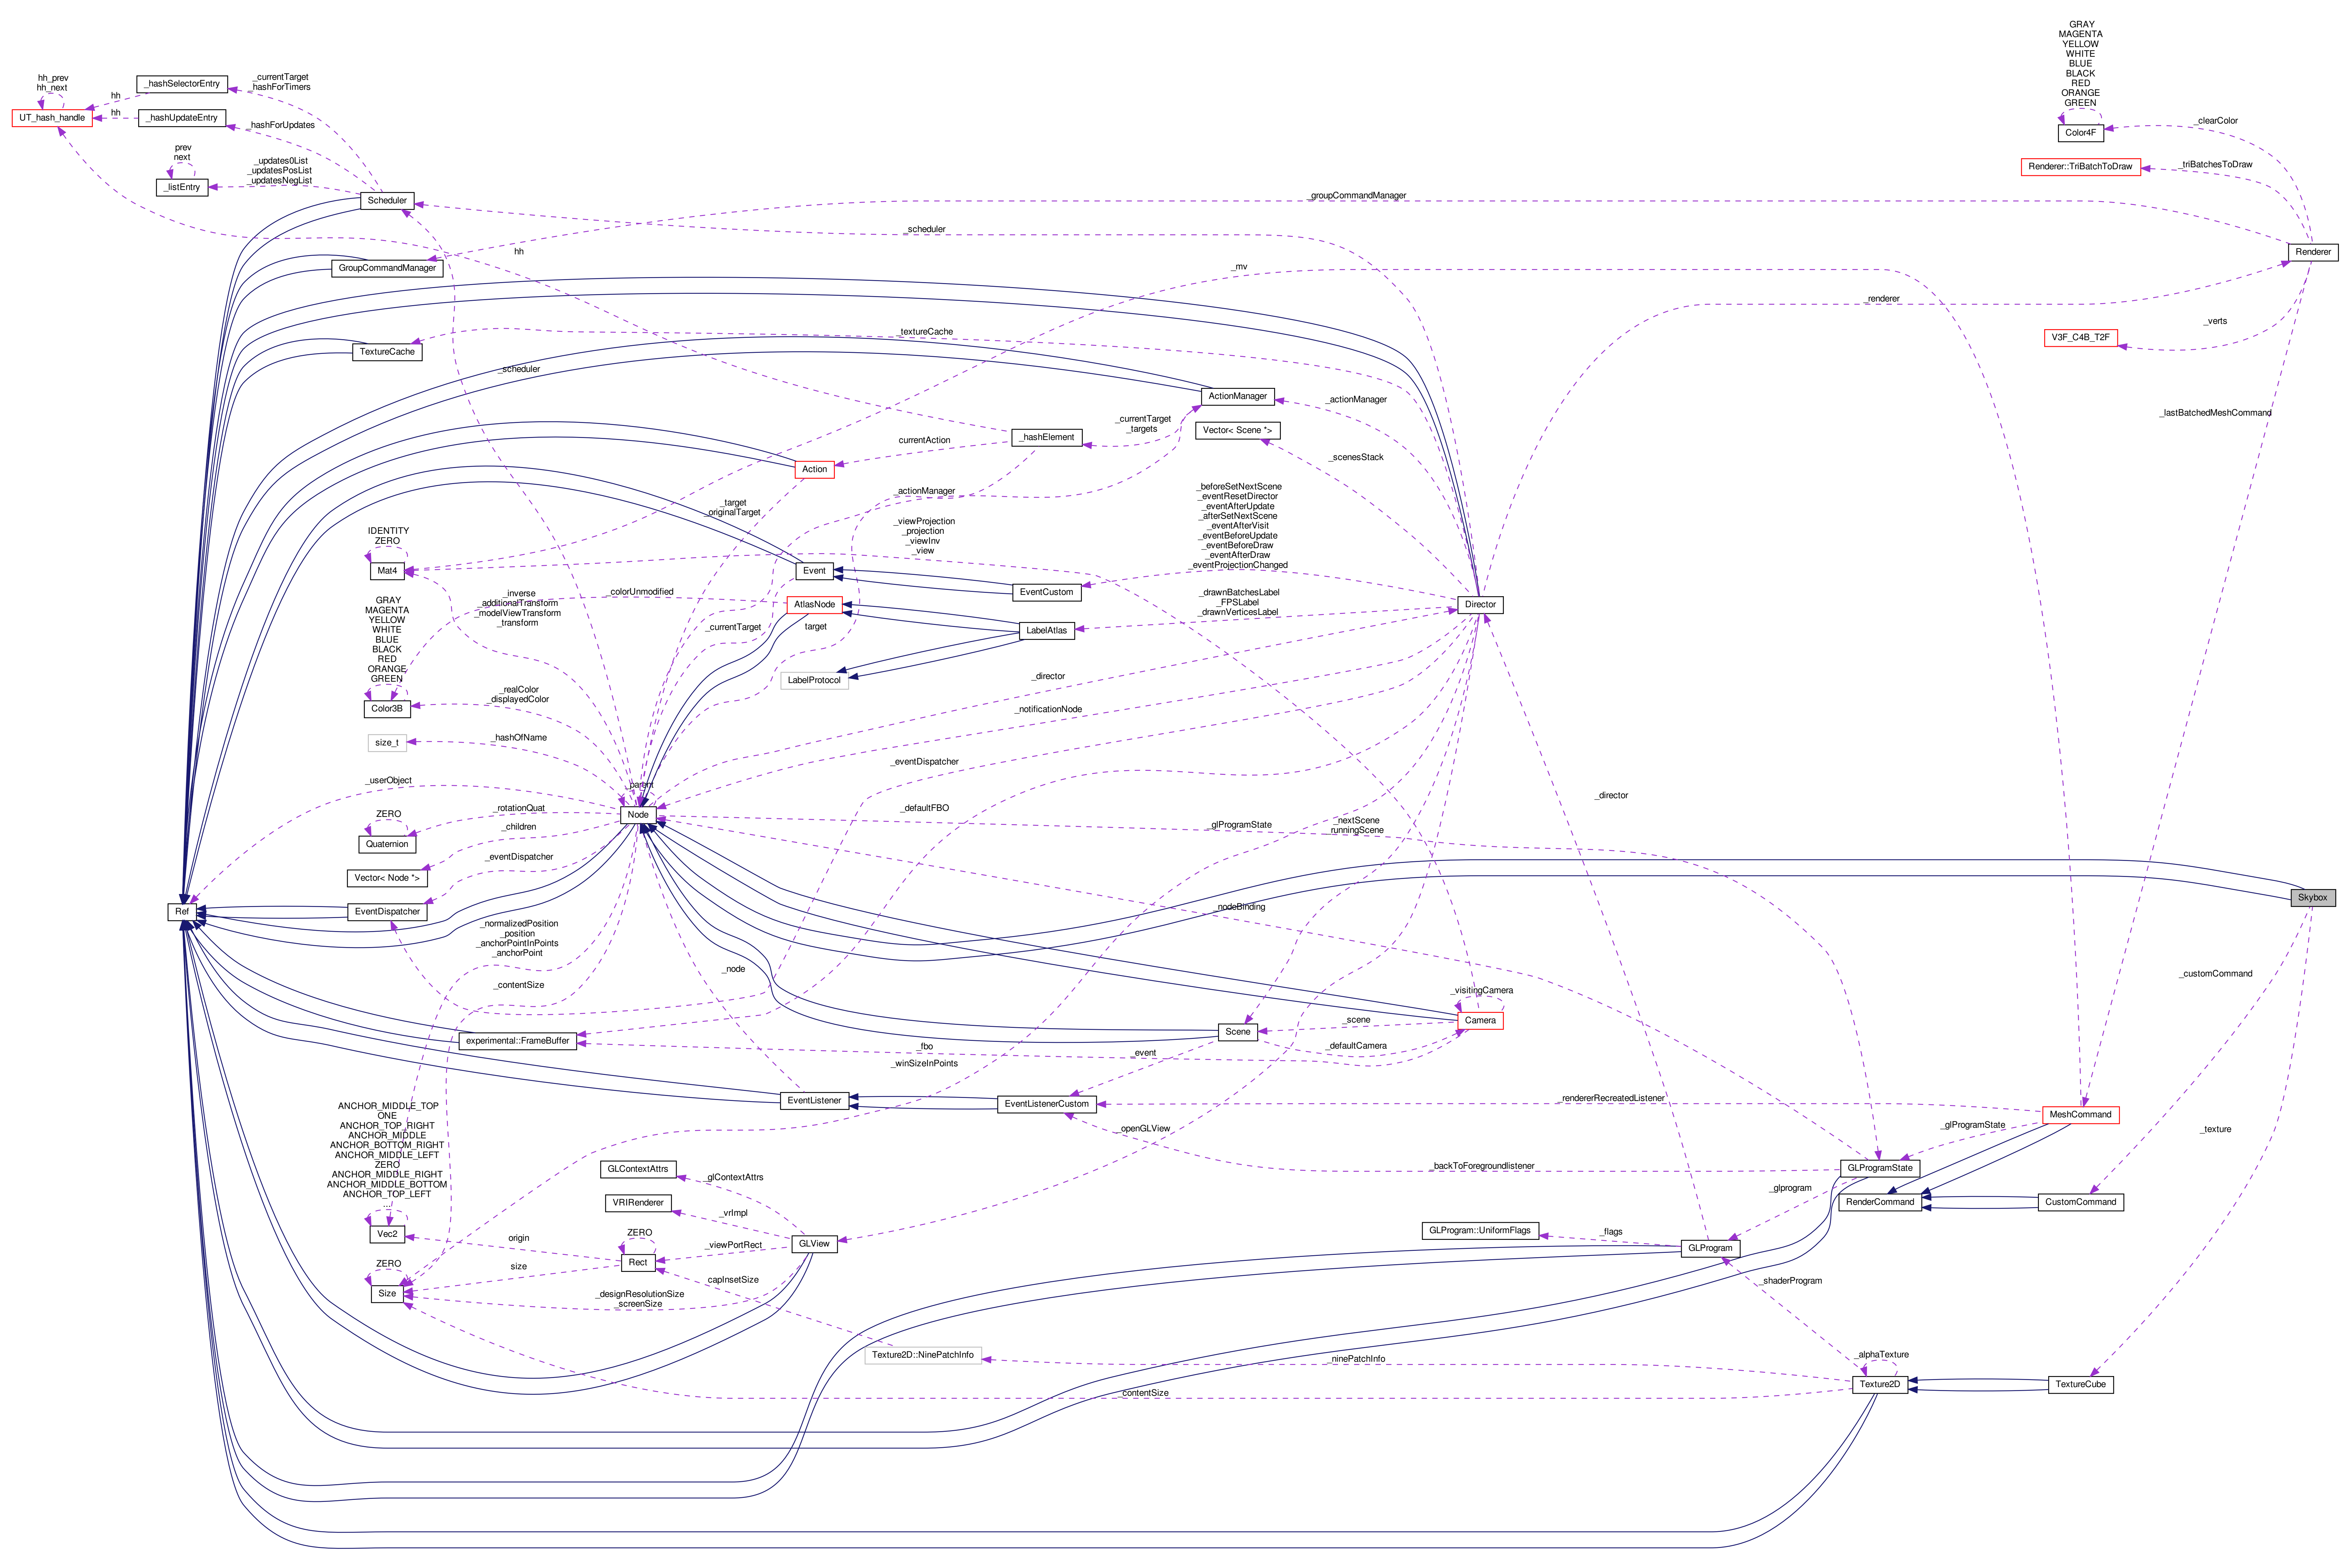 GRAY
MAGENTA
YELLOW
WHITE
BLUE
BLACK
RED
ORANGE
GREEN
hh_prev
hh_next
_hashSelectorEntry
_currentTarget
_hashForTimers
hh
UT_hash_handle
hh
_hashUpdateEntry
_hashForUpdates
Color4F
_clearColor
prev
next
_listEntry
_updates0List
_updatesPosList
_updatesNegList
Scheduler
Renderer::TriBatchToDraw
_triBatchesToDraw
_groupCommandManager
_scheduler
hh
GroupCommandManager
_mv
Renderer
_renderer
_textureCache
TextureCache
V3F_C4B_T2F
_verts
_scheduler
ActionManager
_actionManager
_lastBatchedMeshCommand
_currentTarget
_targets
Vector< Scene *>
_hashElement
currentAction
Action
_scenesStack
_actionManager
_target
_originalTarget
_beforeSetNextScene
_eventResetDirector
_eventAfterUpdate
_afterSetNextScene
_eventAfterVisit
_eventBeforeUpdate
_eventBeforeDraw
_eventAfterDraw
_eventProjectionChanged
IDENTITY
ZERO
Mat4
_viewProjection
_projection
_viewInv
_view
Event
EventCustom
_inverse
_additionalTransform
_modelViewTransform
_transform
_colorUnmodified
AtlasNode
_drawnBatchesLabel
_FPSLabel
_drawnVerticesLabel
Director
GRAY
MAGENTA
YELLOW
WHITE
BLUE
BLACK
RED
ORANGE
GREEN
_currentTarget
target
LabelAtlas
LabelProtocol
_director
Color3B
_realColor
_displayedColor
_notificationNode
size_t
_hashOfName
_eventDispatcher
_userObject
_parent
Node
_defaultFBO
_director
_rotationQuat
ZERO
Quaternion
_children
_glProgramState
_nextScene
_runningScene
_eventDispatcher
Vector< Node *>
Skybox
Ref
EventDispatcher
_nodeBinding
_normalizedPosition
_position
_anchorPointInPoints
_anchorPoint
_node
_customCommand
_contentSize
_visitingCamera
Camera
_scene
Scene
_defaultCamera
experimental::FrameBuffer
_fbo
_event
_winSizeInPoints
EventListener
EventListenerCustom
_rendererRecreatedListener
MeshCommand
_glProgramState
_texture
_openGLView
ANCHOR_MIDDLE_TOP
ONE
ANCHOR_TOP_RIGHT
ANCHOR_MIDDLE
ANCHOR_BOTTOM_RIGHT
ANCHOR_MIDDLE_LEFT
ZERO
ANCHOR_MIDDLE_RIGHT
ANCHOR_MIDDLE_BOTTOM
ANCHOR_TOP_LEFT
...
Vec2
GLContextAttrs
_glContextAttrs
_backToForegroundlistener
GLProgramState
VRIRenderer
_vrImpl
_glprogram
RenderCommand
CustomCommand
origin
ZERO
_viewPortRect
GLView
GLProgram::UniformFlags
_flags
GLProgram
Rect
size
ZERO
Size
capInsetSize
_designResolutionSize
_screenSize
_shaderProgram
Texture2D::NinePatchInfo
_ninePatchInfo
_alphaTexture
Texture2D
TextureCube
_contentSize